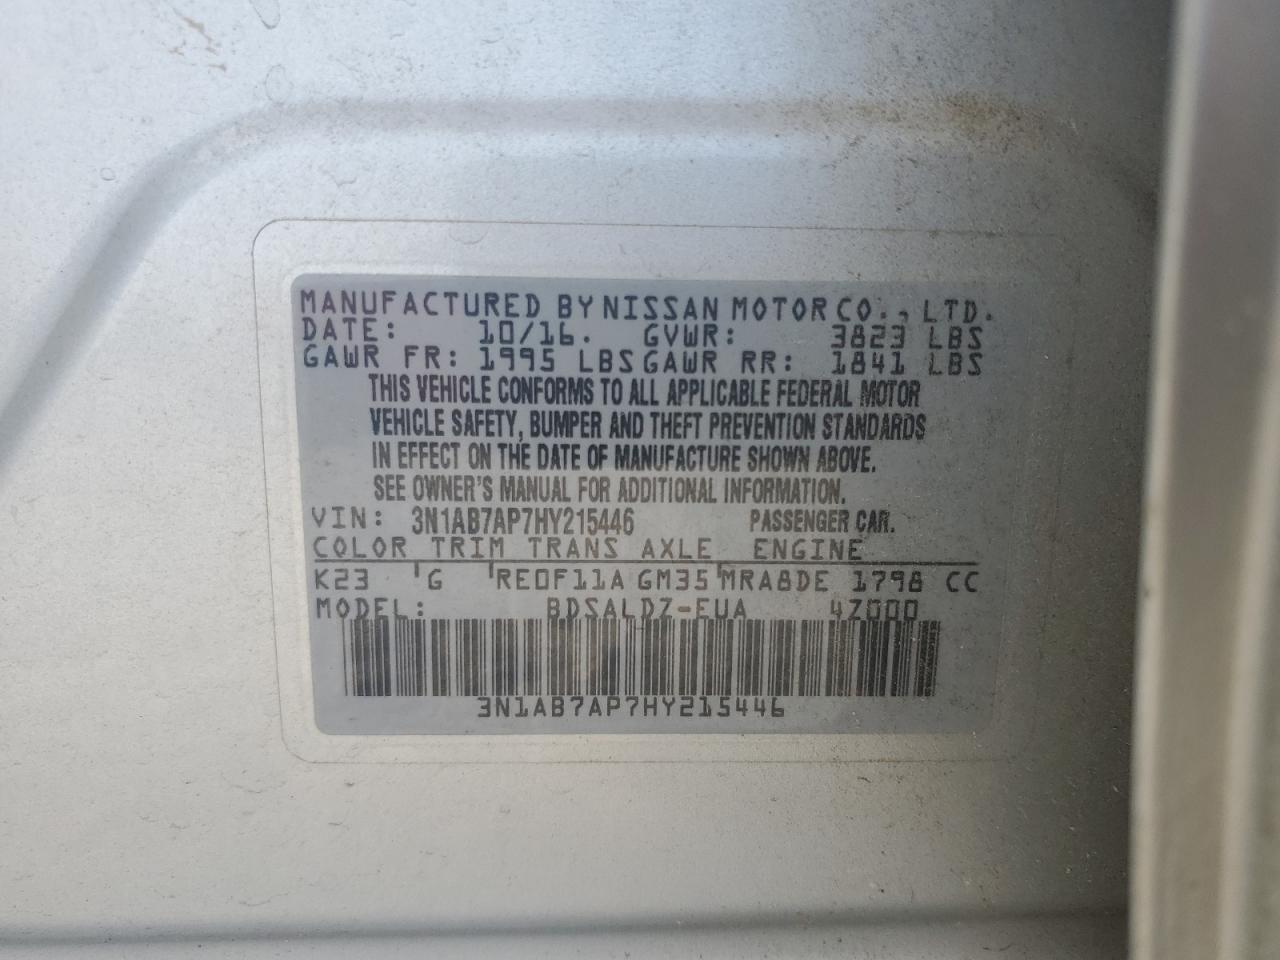 MANUFACTURED BY NISSAN MOTOR CO., LTD.
DATE: 10/16. GVWR: 3823 LBS
GAWR FR: 1995 LBS GAWR RR: 1841 LBS
THIS VEHICLE CONFORMS TO ALL APPLICABLE FEDERAL MOTOR
VEHICLE SAFETY, BUMPER AND THEFT PREVENTION STANDARDS
IN EFFECT ON THE DATE OF MANUFACTURE SHOWN ABOVE.
SEE OWNER'S MANUAL FOR ADDITIONAL INFORMATION.
VIN: 3N1AB7AP7HY215446 PASSENGER CAR.
COLOR TRIM TRANS AXLE ENGINE
K23 G RE0F11A GM35 MRA8DE 1798 CC
MODEL: BDSALDZ-EUA 4Z000
3N1AB7AP7HY215446